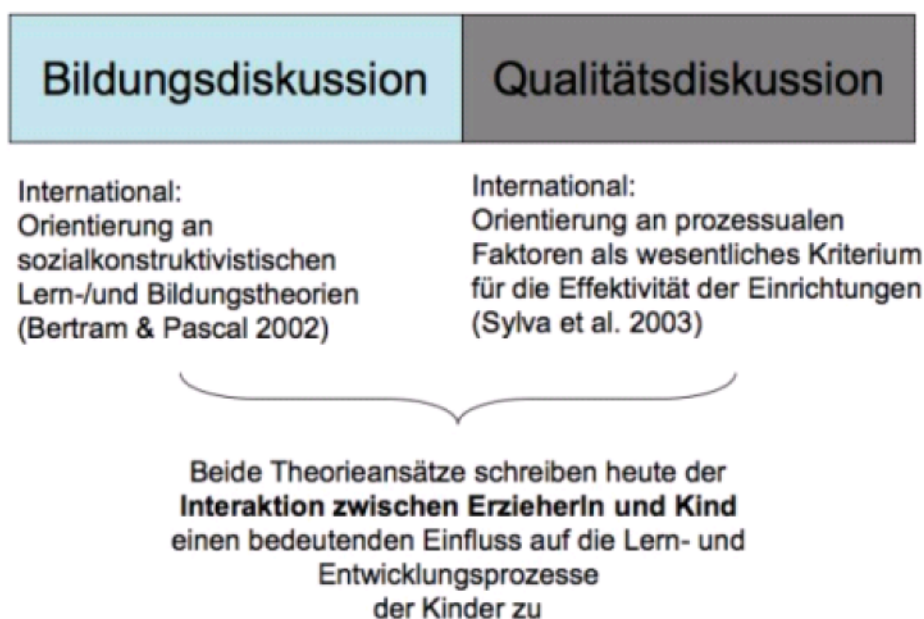 Bildungsdiskussion
Qualitätsdiskussion
International:
Orientierung an
sozialkonstruktivistischen
Lern-/und Bildungstheorien
(Bertram & Pascal 2002)
International:
Orientierung an prozessualen
Faktoren als wesentliches Kriterium
für die Effektivität der Einrichtungen
(Sylva et al. 2003)
Beide Theorieansätze schreiben heute der
Interaktion zwischen ErzieherIn und Kind
einen bedeutenden Einfluss auf die Lern- und
Entwicklungsprozesse
der Kinder zu